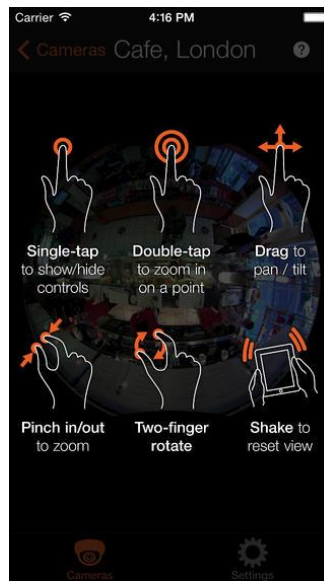 Carrier 4:16 PM
Cameras Cafe, London ?
Single-tap
to show/hide
controls
Double-tap
to zoom in
on a point
Drag to
pan / tilt
Pinch in/out
to zoom
Two-finger
rotate
Shake to
reset view
Cameras Settings